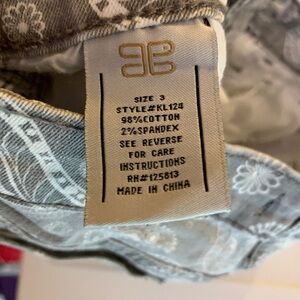 SIZE 3
STYLE#KL124
98%COTTON
2%SPANDEX
SEE REVERSE
FOR CARE
INSTRUCTIONS
RN#125813
MADE IN CHINA